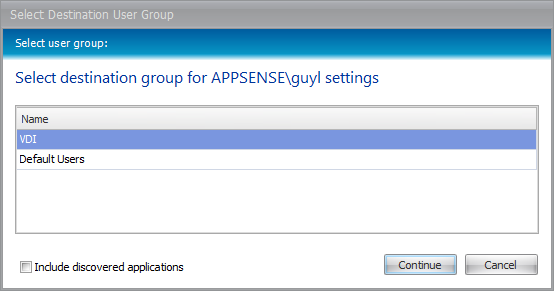 Select Destination User Group
Select user group:
Select destination group for APPSENSE\guyl settings
Name
VDI
Default Users
Include discovered applications
Continue
Cancel